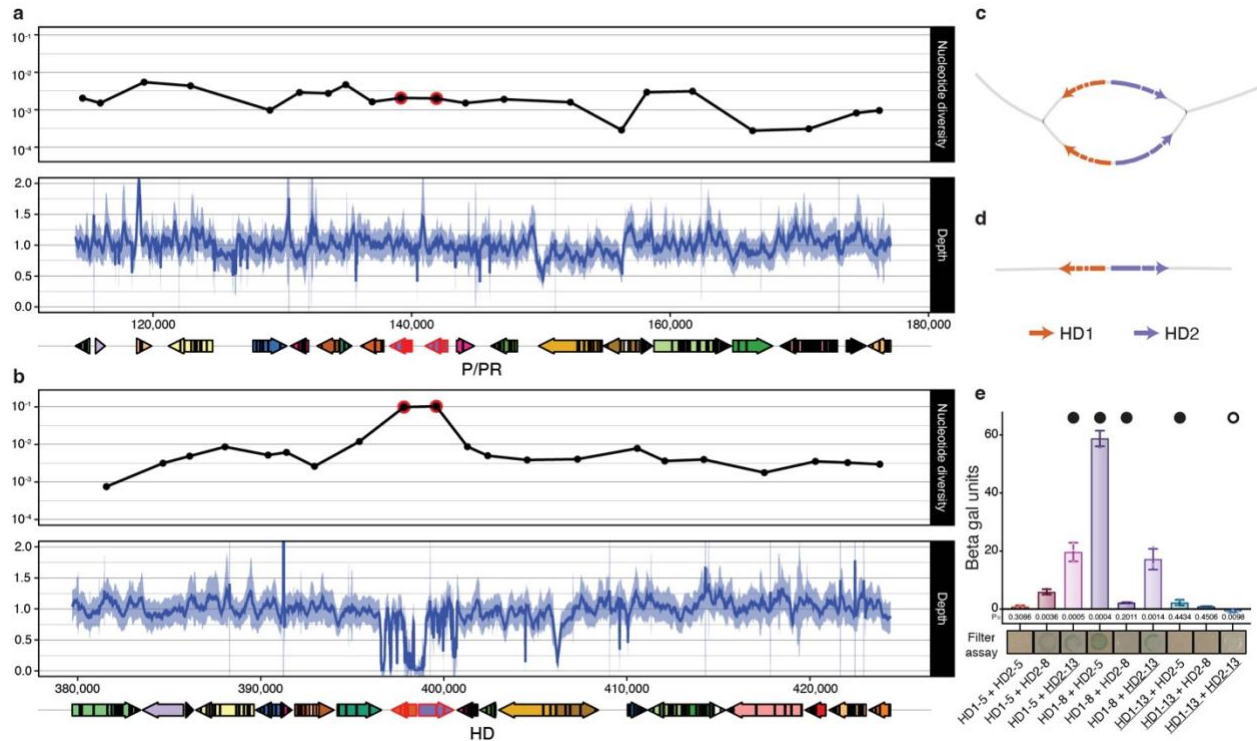 a
10⁻¹
10⁻²
10⁻³
10⁻⁴
Nucleotide diversity
2.0
1.5
1.0
0.5
0.0
Depth
120,000 140,000 160,000 180,000
P/PR
b
10⁻¹
10⁻²
10⁻³
10⁻⁴
Nucleotide diversity
2.0
1.5
1.0
0.5
0.0
Depth
380,000 390,000 400,000 410,000 420,000
HD
c
d
HD1 HD2
e
Beta gal units
60
40
20
0
0.3086 0.0036 0.0005 0.0004 0.2011 0.0014 0.4434 0.4506 0.0098
Filter
assay
HD1-5 + HD2-5
HD1-5 + HD2-8
HD1-5 + HD2-13
HD1-8 + HD2-5
HD1-8 + HD2-8
HD1-8 + HD2-13
HD1-13 + HD2-5
HD1-13 + HD2-8
HD1-13 + HD2-13